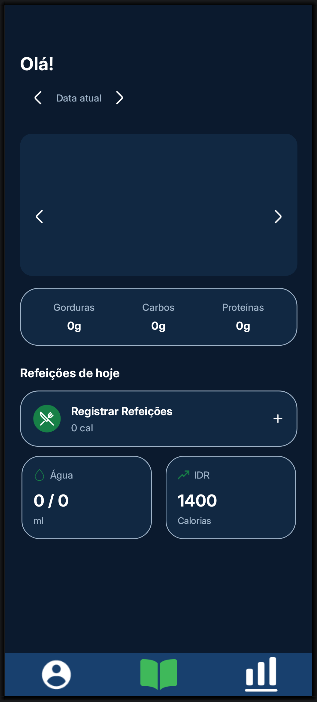 Olá!
Data atual
Gorduras Carbos Proteínas
0g 0g 0g
Refeições de hoje
Registrar Refeições
0 cal
+
Água IDR
0 / 0 1400
ml Calorias